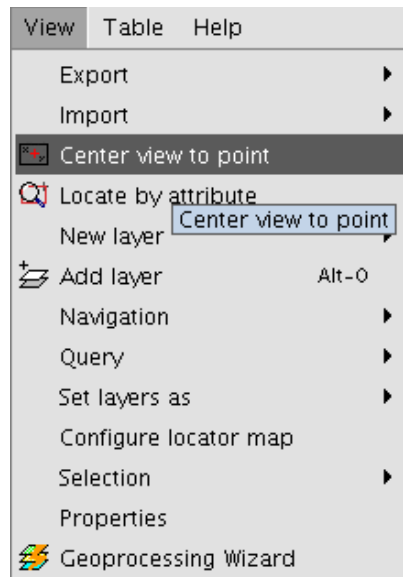 View Table Help
Export
Import
Center view to point
Locate by attribute
Center view to point
New layer
Add layer Alt-O
Navigation
Query
Set layers as
Configure locator map
Selection
Properties
Geoprocessing Wizard